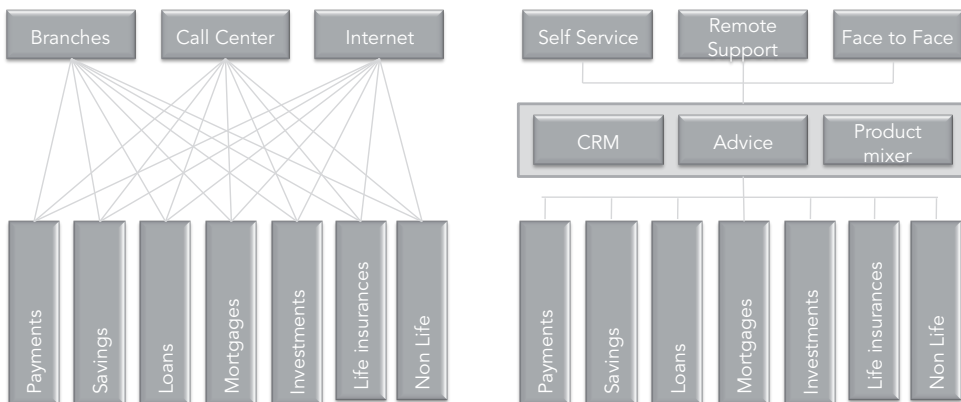 Branches
Call Center
Internet
Payments
Savings
Loans
Mortgages
Investments
Life insurances
Non Life
Self Service
Remote
Support
Face to Face
CRM
Advice
Product
mixer
Payments
Savings
Loans
Mortgages
Investments
Life insurances
Non Life